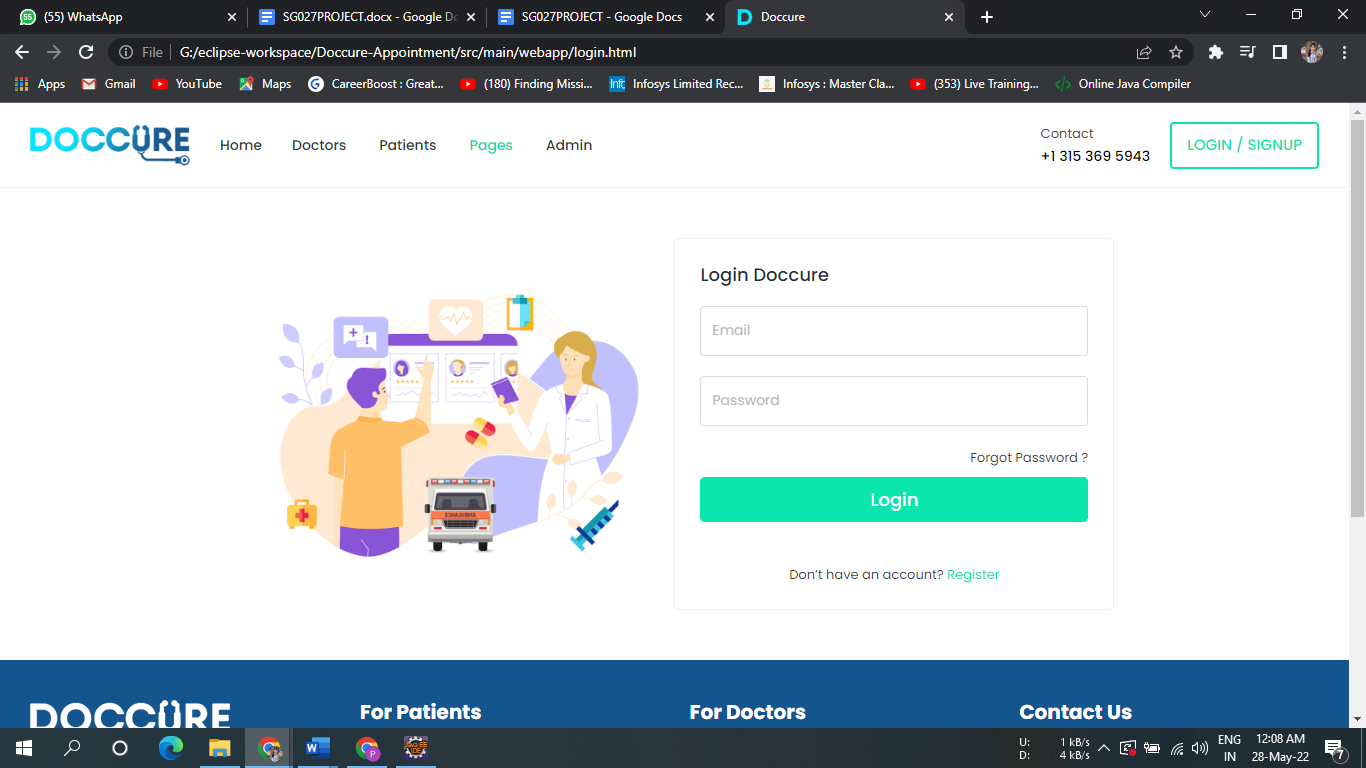 (55) WhatsApp
SG027PROJECT.docx - Google Do
SG027PROJECT - Google Docs
Doccure
File
G:/eclipse-workspace/Doccure-Appointment/src/main/webapp/login.html
Apps
Gmail
YouTube
Maps
CareerBoost : Great...
(180) Finding Missi...
Infosys Limited Rec...
Infosys : Master Cla...
(353) Live Training...
Online Java Compiler
DOCCURE
Home
Doctors
Patients
Pages
Admin
Contact
+1 315 369 5943
LOGIN / SIGNUP
Login Doccure
Email
Password
Forgot Password ?
Login
Don't have an account? Register
DOCCURE
For Patients
For Doctors
Contact Us
U: 1 kB/s
D: 4 kB/s
ENG
IN
12:08 AM
28-May-22
7